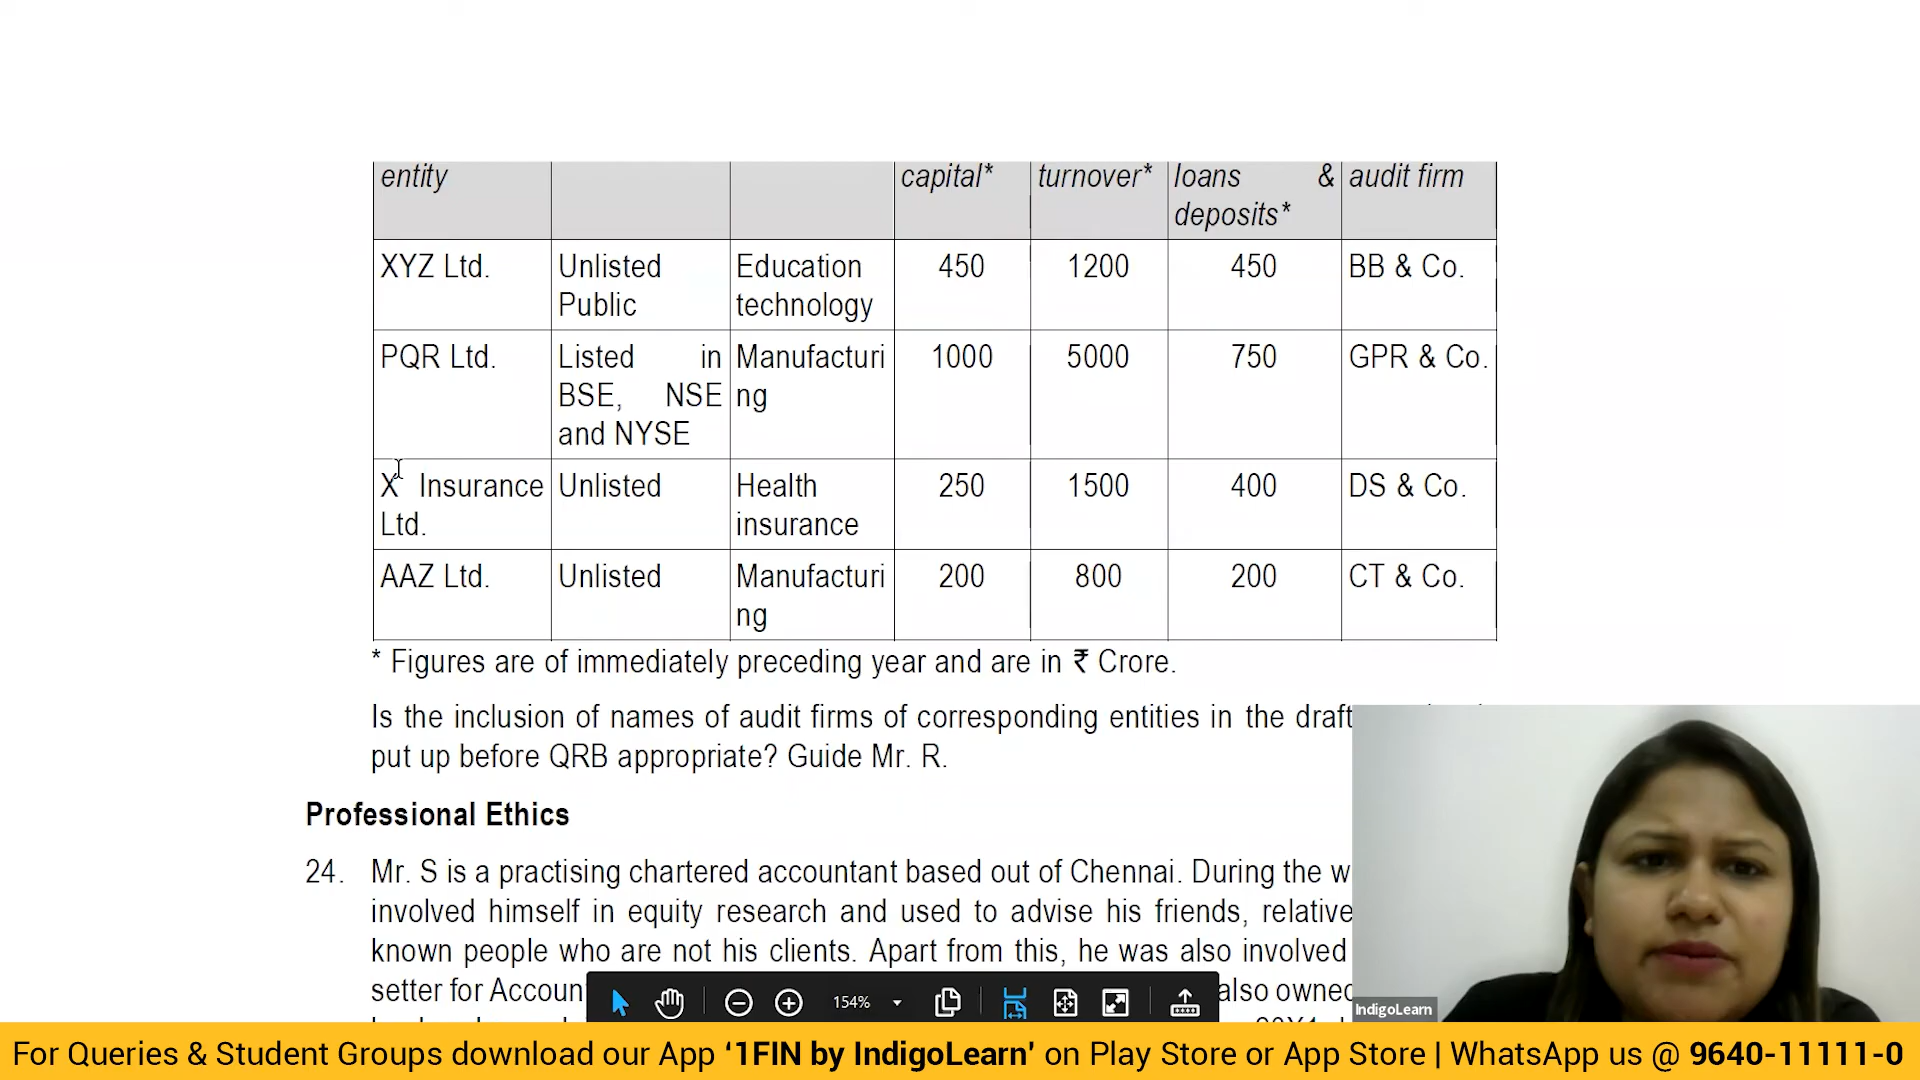 entity capital* turnover* loans & audit firm
deposits*
XYZ Ltd. Unlisted Education 450 1200 450 BB & Co.
Public technology
PQR Ltd. Listed in Manufacturi 1000 5000 750 GPR & Co.
BSE, NSE ng
and NYSE
X Insurance Unlisted Health 250 1500 400 DS & Co.
Ltd. insurance
AAZ Ltd. Unlisted Manufacturi 200 800 200 CT & Co.
ng
* Figures are of immediately preceding year and are in ₹ Crore.
Is the inclusion of names of audit firms of corresponding entities in the draft
put up before QRB appropriate? Guide Mr. R.
Professional Ethics
24. Mr. S is a practising chartered accountant based out of Chennai. During the
involved himself in equity research and used to advise his friends,
known people who are not his clients. Apart from this, he was also involved
setter for also
154%
IndigoLearn
For Queries & Student Groups download our App ‘1FIN by IndigoLearn' on Play Store or App Store | WhatsApp us @ 9640-11111-0